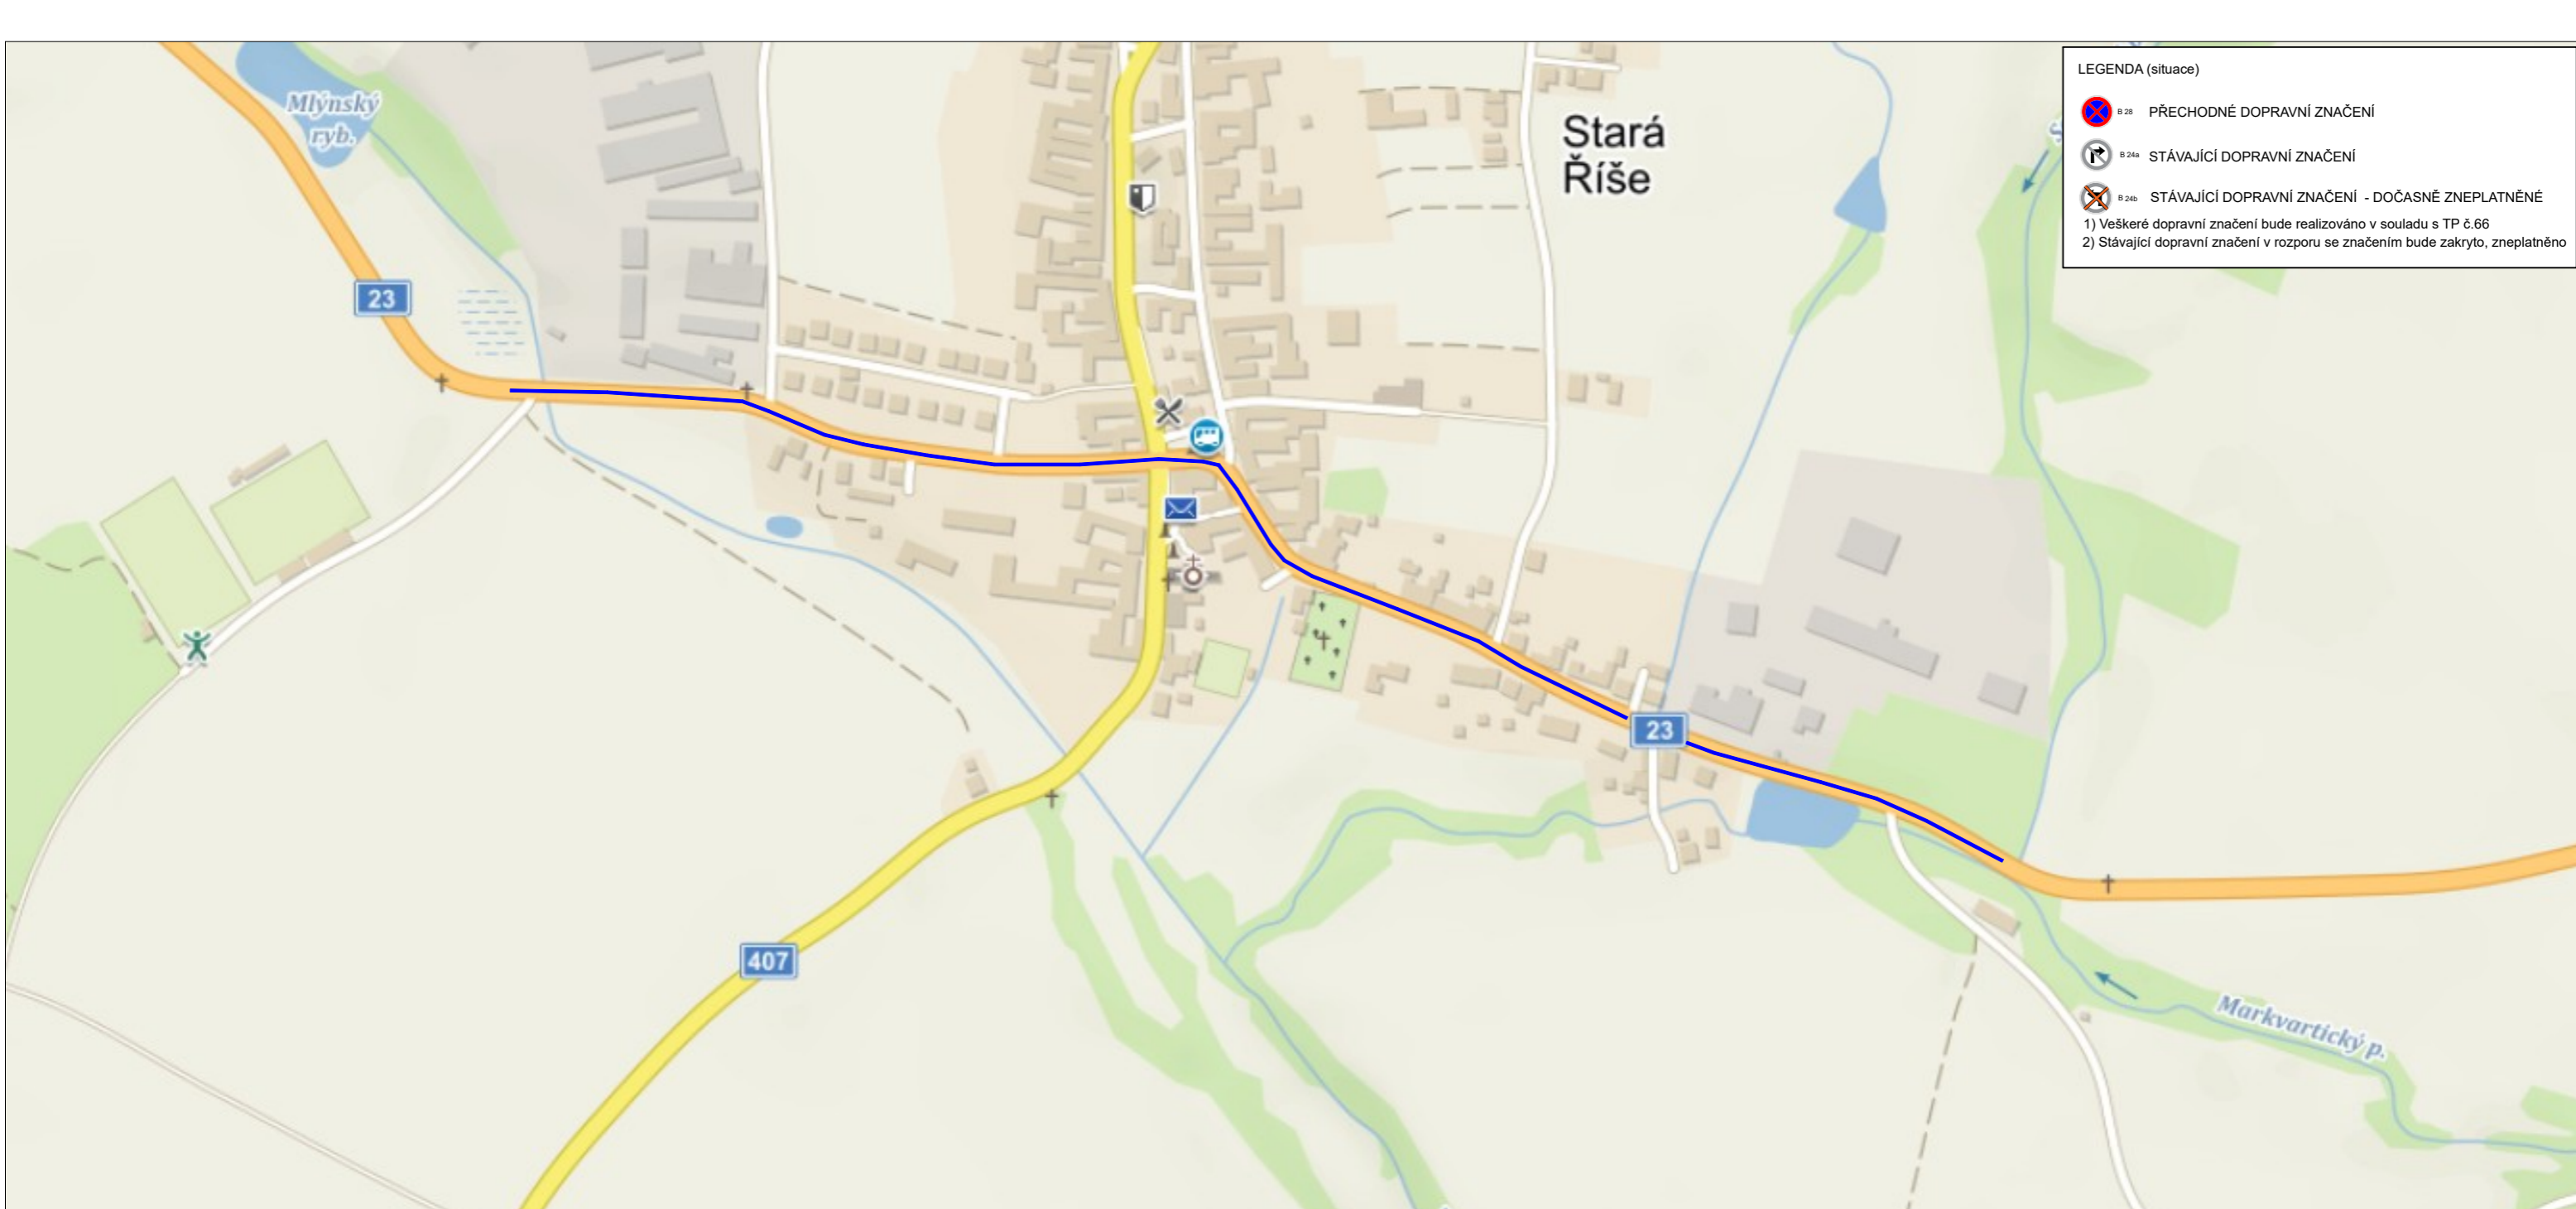 LEGENDA (situace)
B 28 PŘECHODNÉ DOPRAVNÍ ZNAČENÍ
B 24a STÁVAJÍCÍ DOPRAVNÍ ZNAČENÍ
B 24b STÁVAJÍCÍ DOPRAVNÍ ZNAČENÍ - DOČASNĚ ZNEPLATNĚNÉ
1) Veškeré dopravní značení bude realizováno v souladu s TP č.66
2) Stávající dopravní značení v rozporu se značením bude zakryto, zneplatněno
Mlýnský
ryb.
Stará
Říše
23
23
407
Markvartický p.